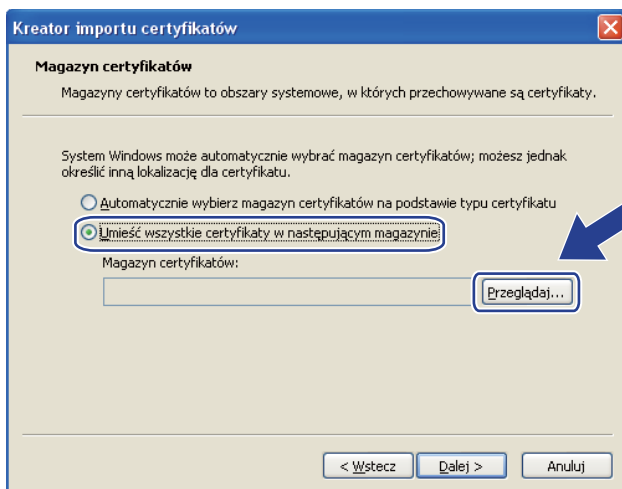 Kreator importu certyfikatów
Magazyn certyfikatów
Magazyny certyfikatów to obszary systemowe, w których przechowywane są certyfikaty.
System Windows może automatycznie wybrać magazyn certyfikatów; możesz jednak
określić inną lokalizację dla certyfikatu.
Automatycznie wybierz magazyn certyfikatów na podstawie typu certyfikatu
Umieść wszystkie certyfikaty w następującym magazynie
Magazyn certyfikatów:
Przeglądaj...
< Wstecz
Dalej >
Anuluj